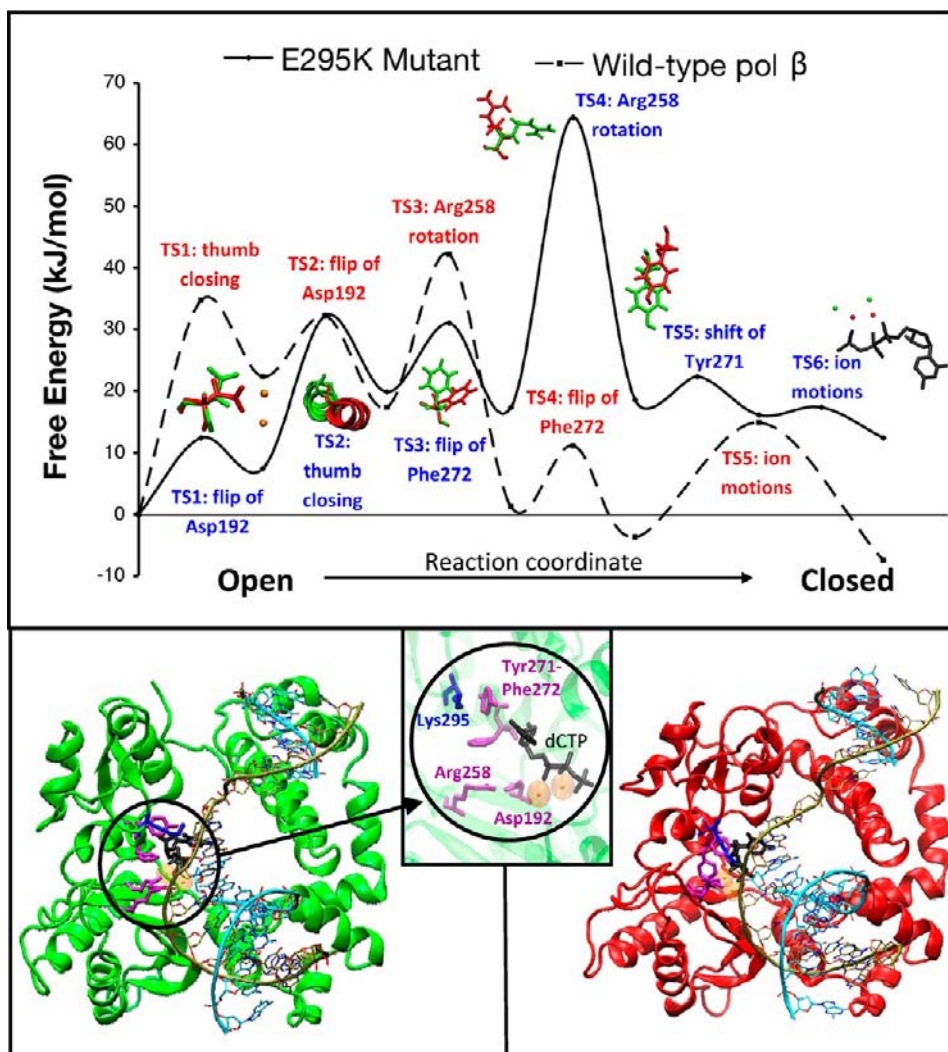 E295K Mutant
Wild-type pol β
Free Energy (kJ/mol)
70
60
50
40
30
20
10
0
-10
TS1: thumb
closing
TS2: flip of
Asp192
TS3: Arg258
rotation
TS4: Arg258
rotation
TS1: flip of
Asp192
TS2:
thumb
closing
TS3: flip of
Phe272
TS4: flip of
Phe272
TS5: shift of
Tyr271
TS5: ion
motions
TS6: ion
motions
Open
Reaction coordinate
Closed
Tyr271-
Phe272
Lys295
dCTP
Arg258
Asp192